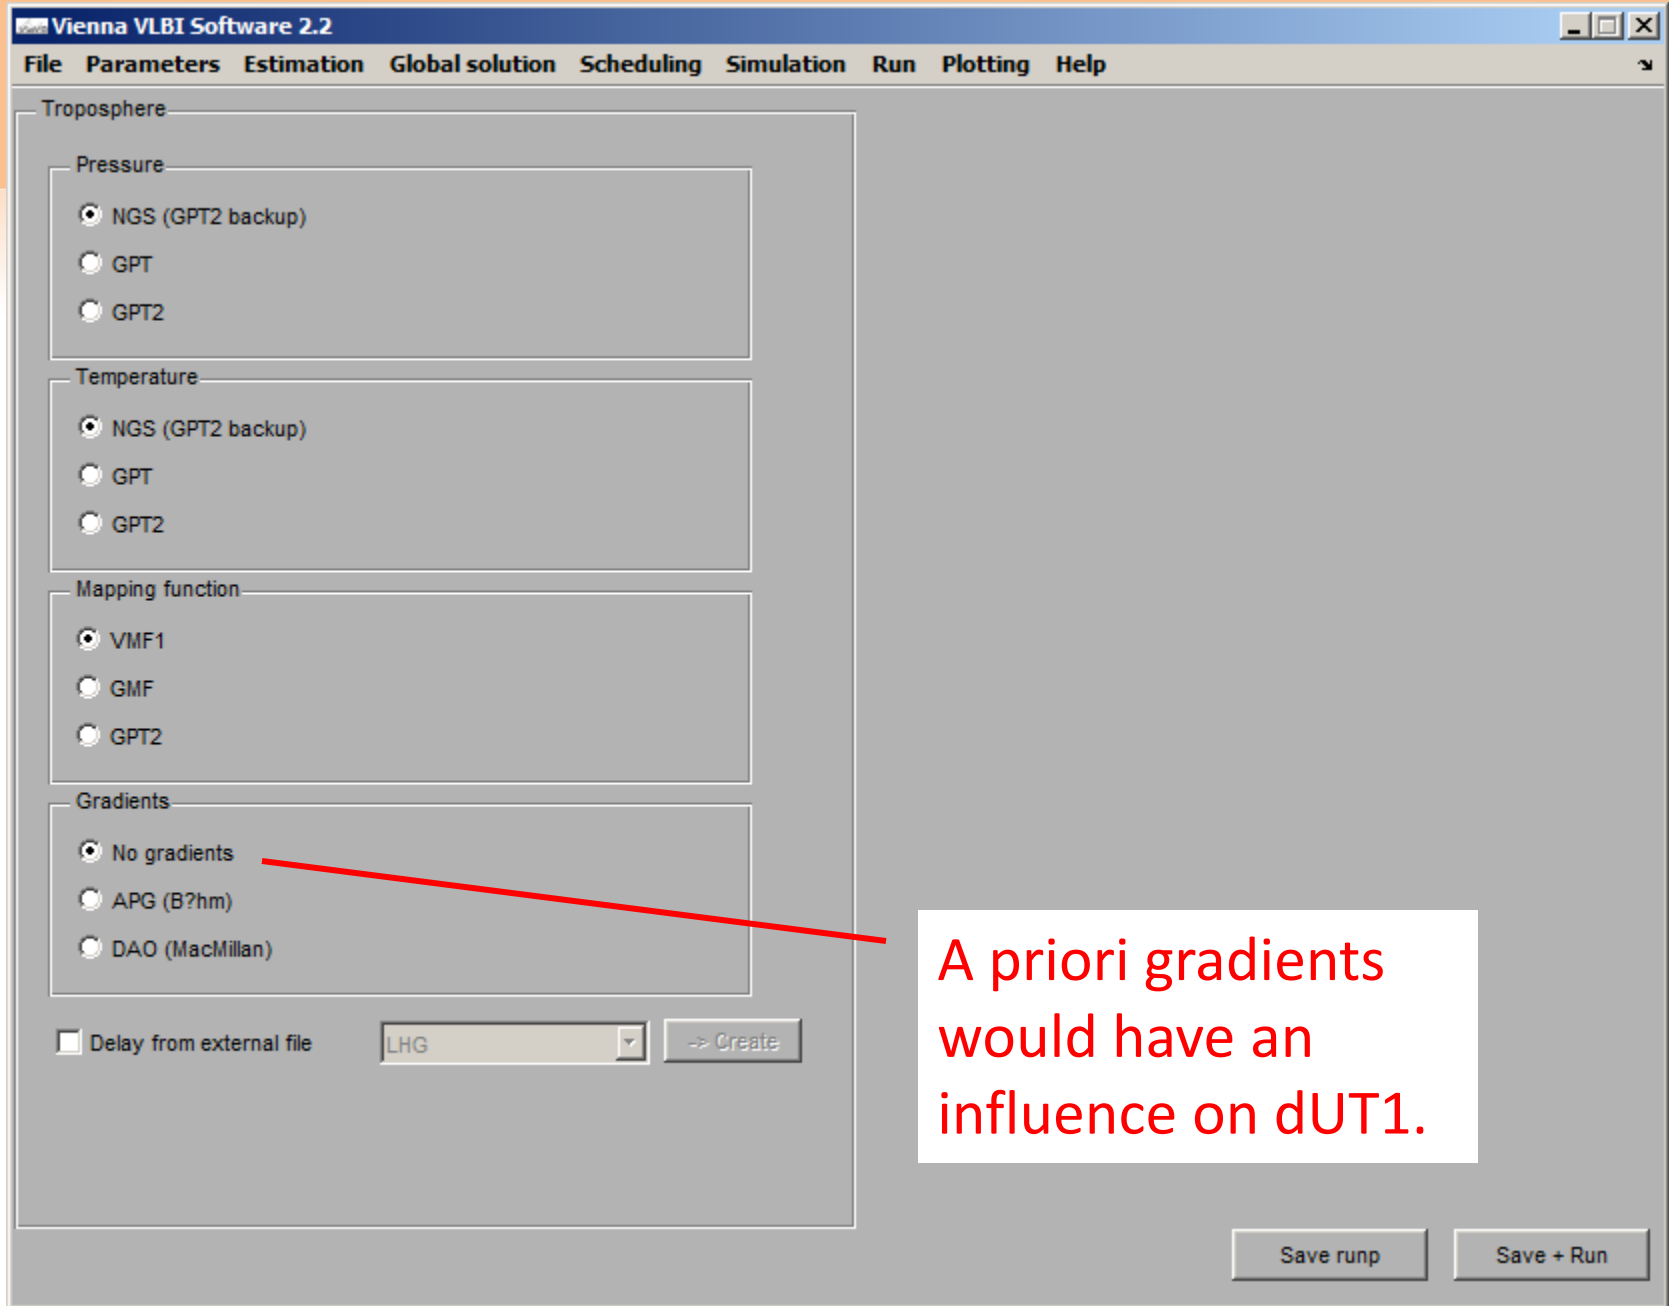 Vienna VLBI Software 2.2
File Parameters Estimation Global solution Scheduling Simulation Run Plotting Help
Troposphere
Pressure
NGS (GPT2 backup)
GPT
GPT2
Temperature
NGS (GPT2 backup)
GPT
GPT2
Mapping function
VMF1
GMF
GPT2
Gradients
No gradients
APG (B?hm)
DAO (MacMillan)
A priori gradients
would have an
influence on dUT1.
Delay from external file LHG -> Create
Save runp Save + Run